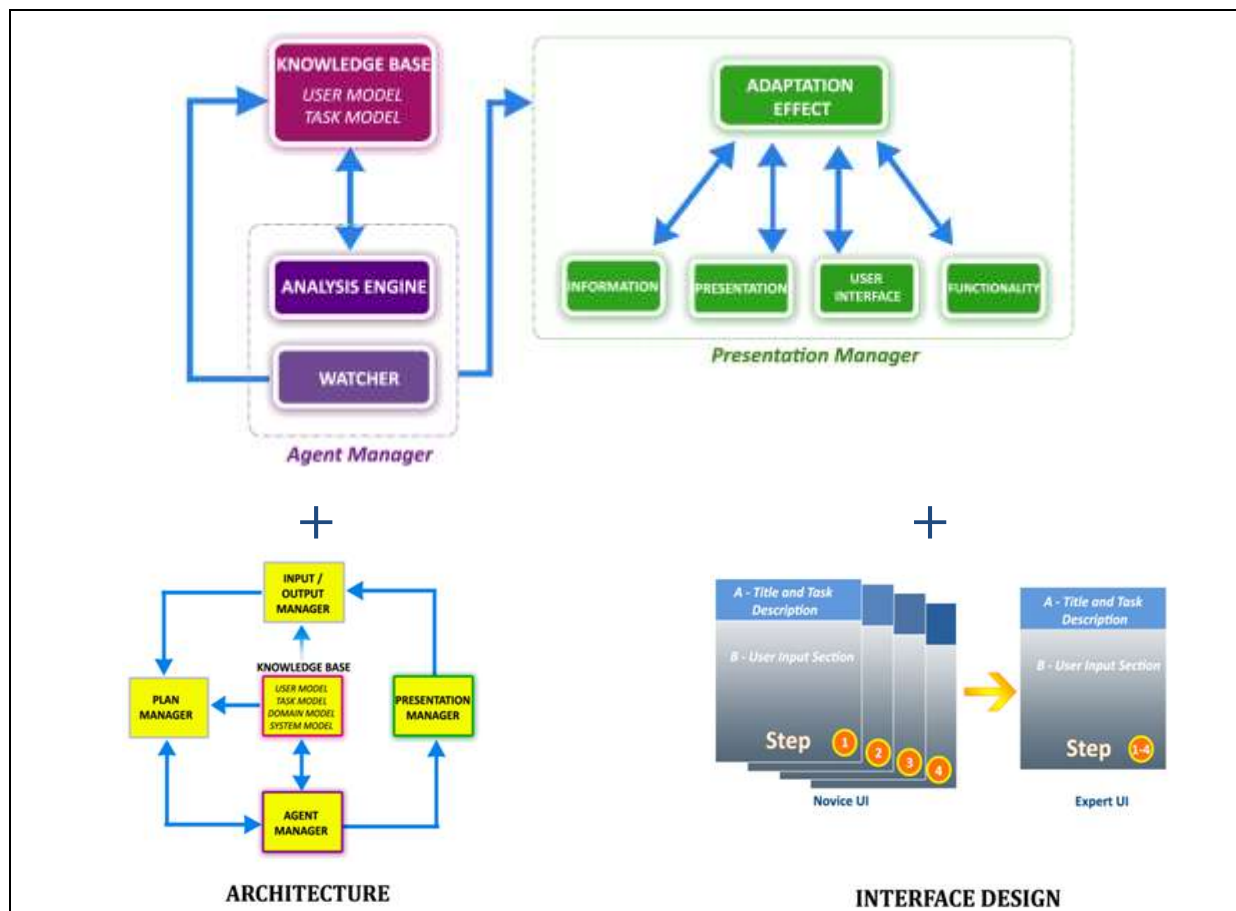 KNOWLEDGE BASE
USER MODEL
TASK MODEL
ANALYSIS ENGINE
WATCHER
Agent Manager
ADAPTATION
EFFECT
INFORMATION
PRESENTATION
USER
INTERFACE
FUNCTIONALITY
Presentation Manager
+
+
INPUT /
OUTPUT
MANAGER
KNOWLEDGE BASE
USER MODEL
TASK MODEL
DOMAIN MODEL
SYSTEM MODEL
PLAN
MANAGER
PRESENTATION
MANAGER
AGENT
MANAGER
ARCHITECTURE
A - Title and Task
Description
B - User Input Section
Step 1
2
3
4
Novice UI
A - Title and Task
Description
B - User Input Section
Step 1-4
Expert UI
INTERFACE DESIGN